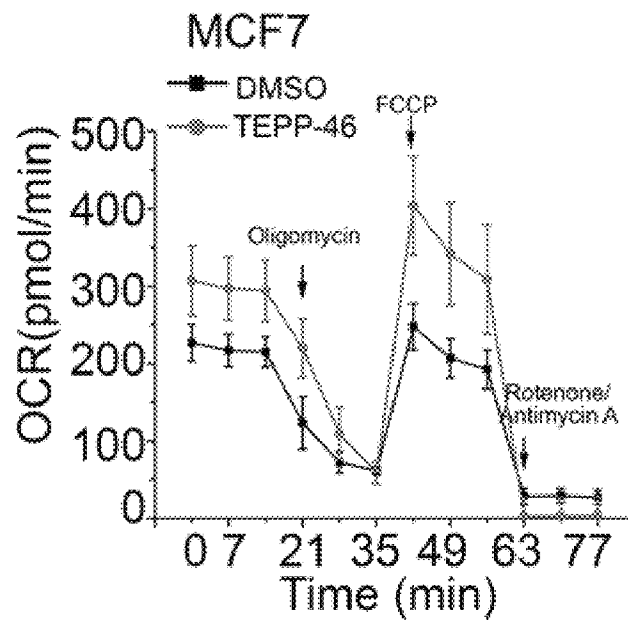 MCF7
DMSO
TEPP-46
FCCP
Oligomycin
Rotenone/
Antimycin A
OCR(pmol/min)
500
400
300
200
100
0
0 7 21 35 49 63 77
Time (min)